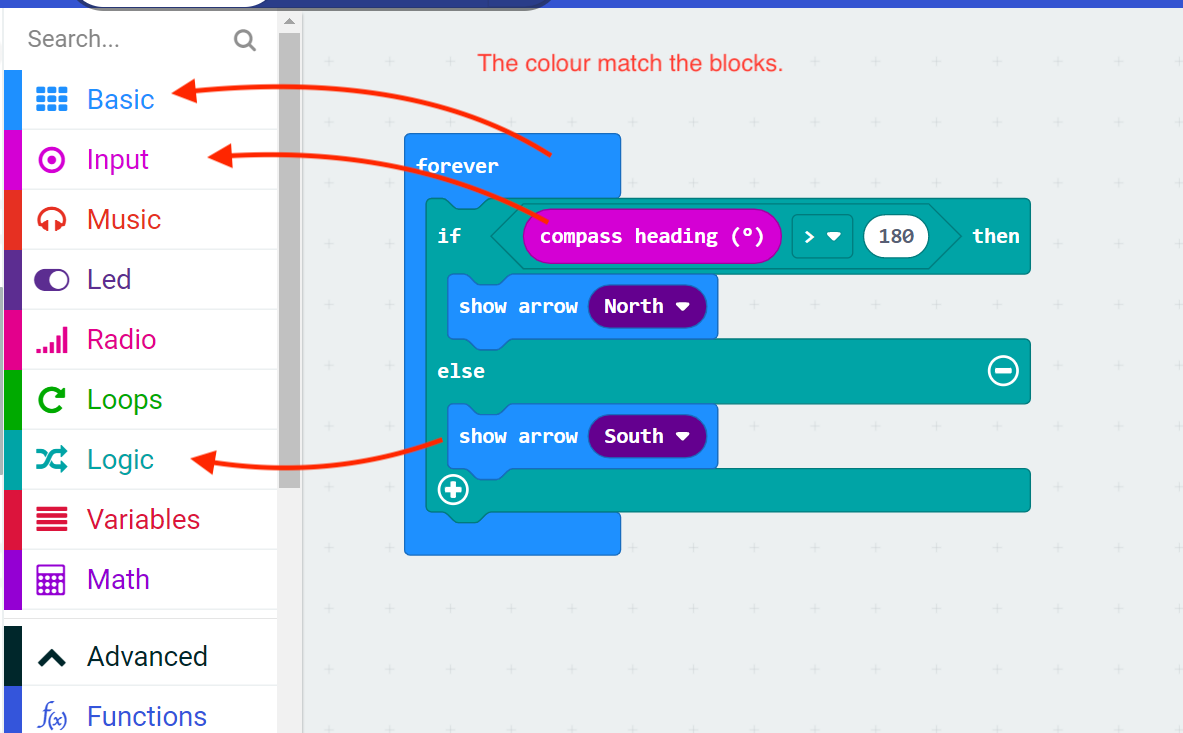 Search...
Basic
Input
Music
Led
Radio
Loops
Logic
Variables
Math
Advanced
f(x) Functions
The colour match the blocks.
forever
if compass heading (°) > 180 then
show arrow North
else
show arrow South